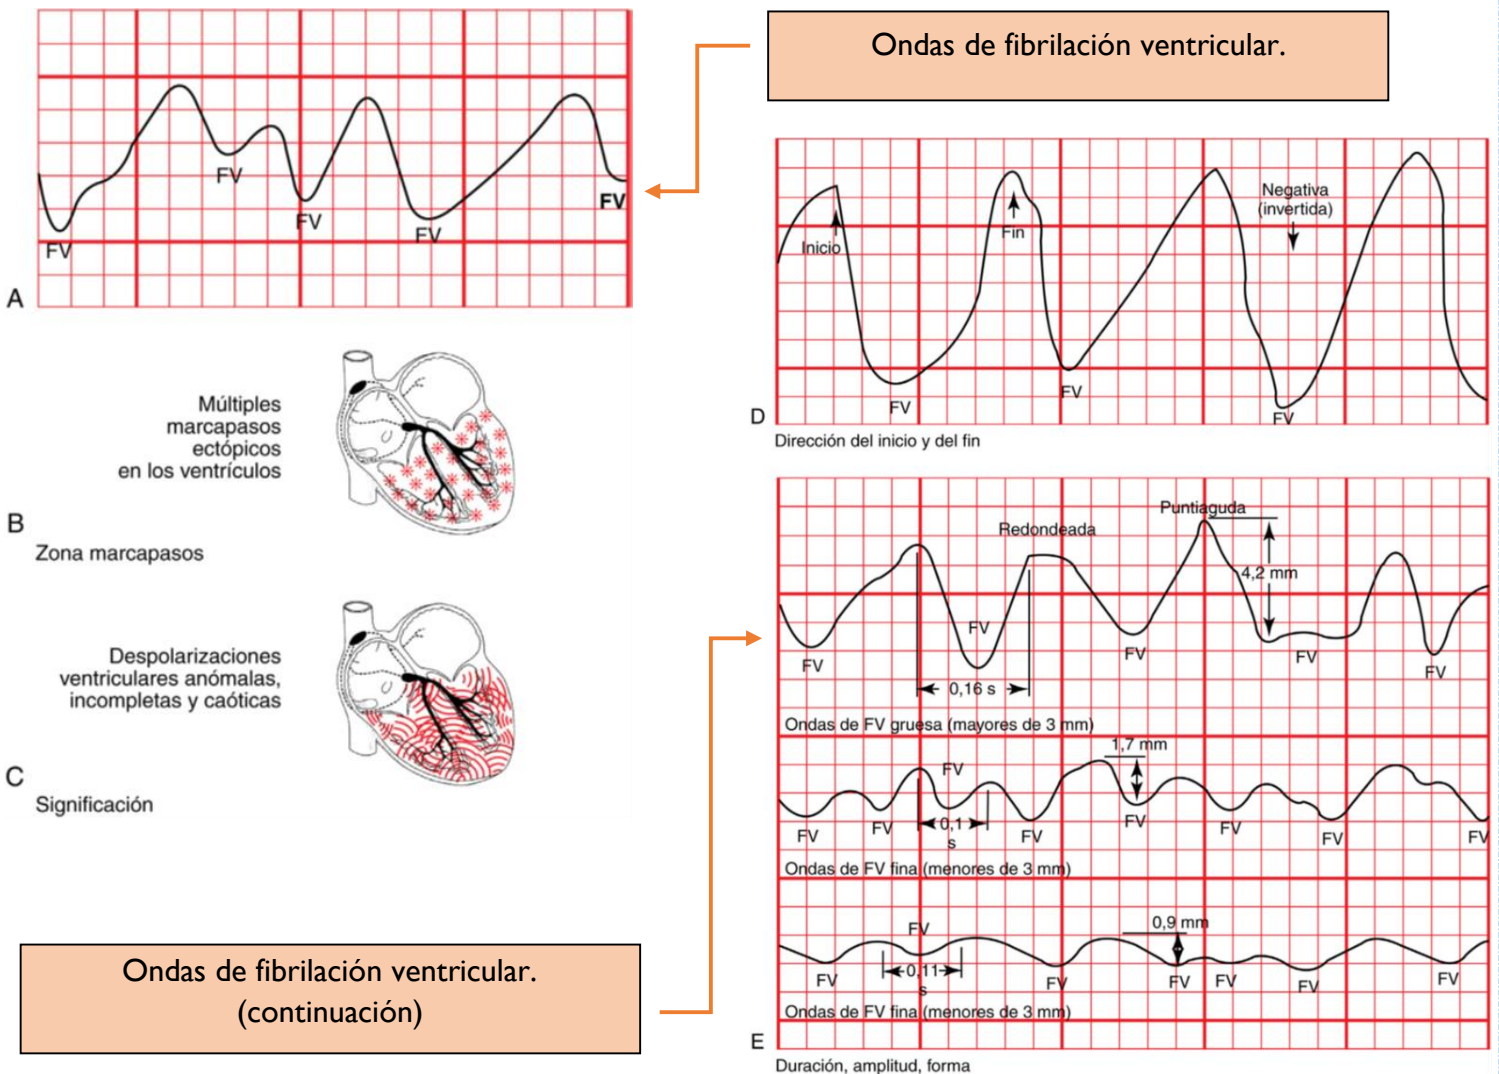 Ondas de fibrilación ventricular.
FV
FV
FV
FV
FV
A
Múltiples
marcapasos
ectópicos
en los ventrículos
B
Zona marcapasos
Despolarizaciones
ventriculares anómalas,
incompletas y caóticas
C
Significación
Ondas de fibrilación ventricular.
(continuación)
Inicio
Fin
Negativa
(invertida)
FV
FV
FV
D
Dirección del inicio y del fin
Redondeada
Puntiaguda
4,2 mm
FV
FV
FV
FV
FV
0,16 s
Ondas de FV gruesa (mayores de 3 mm)
1,7 mm
FV
FV
FV
0,1
s
FV
FV
FV
FV
FV
Ondas de FV fina (menores de 3 mm)
0,9 mm
FV
FV
0,11
s
FV
FV
FV
FV
FV
Ondas de FV fina (menores de 3 mm)
E
Duración, amplitud, forma